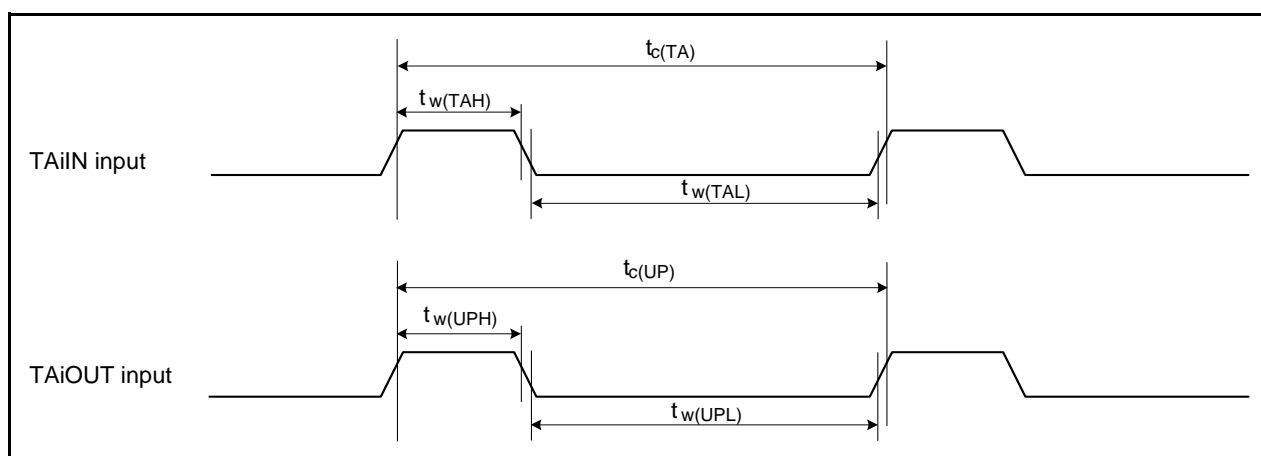 tc(TA)
tw(TAH)
TAiIN input
tw(TAL)
tc(UP)
tw(UPH)
TAiOUT input
tw(UPL)